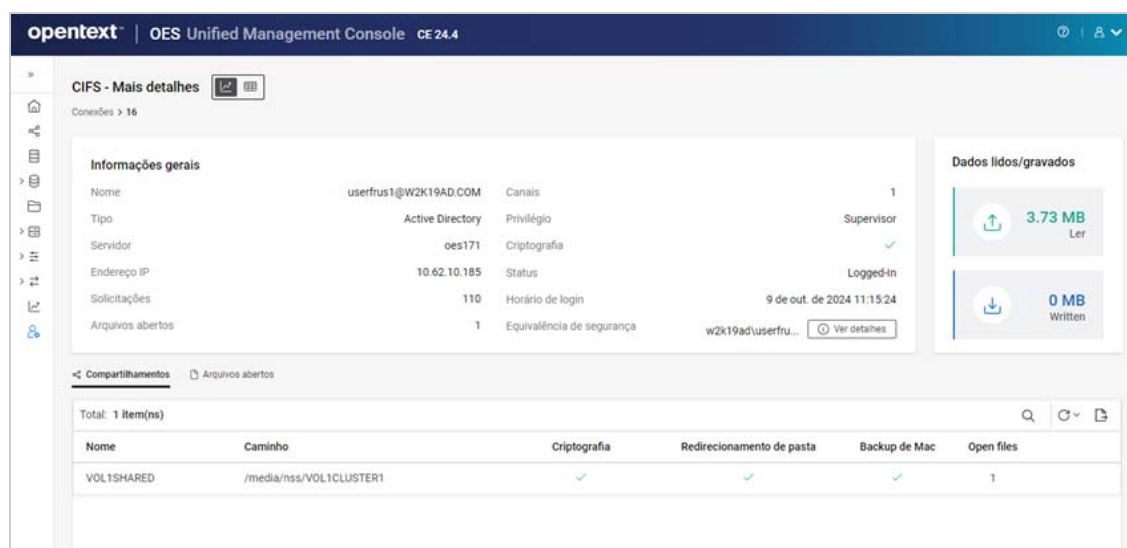 opentext™ | OES Unified Management Console CE 24.4
CIFS - Mais detalhes
Conexões > 16
Informações gerais
Nome userfrus1@W2K19AD.COM Canais 1
Tipo Active Directory Privilégio Supervisor
Servidor oes171 Criptografia ✓
Endereço IP 10.62.10.185 Status Logged-In
Solicitações 110 Horário de login 9 de out. de 2024 11:15:24
Arquivos abertos 1 Equivalência de segurança w2k19ad\userfru... Ver detalhes
Dados lidos/gravados
3.73 MB
Ler
0 MB
Written
Compartilhamentos Arquivos abertos
Total: 1 item(ns)
Nome Caminho Criptografia Redirecionamento de pasta Backup de Mac Open files
VOL1SHARED /media/nss/VOL1CLUSTER1 ✓ ✓ ✓ 1